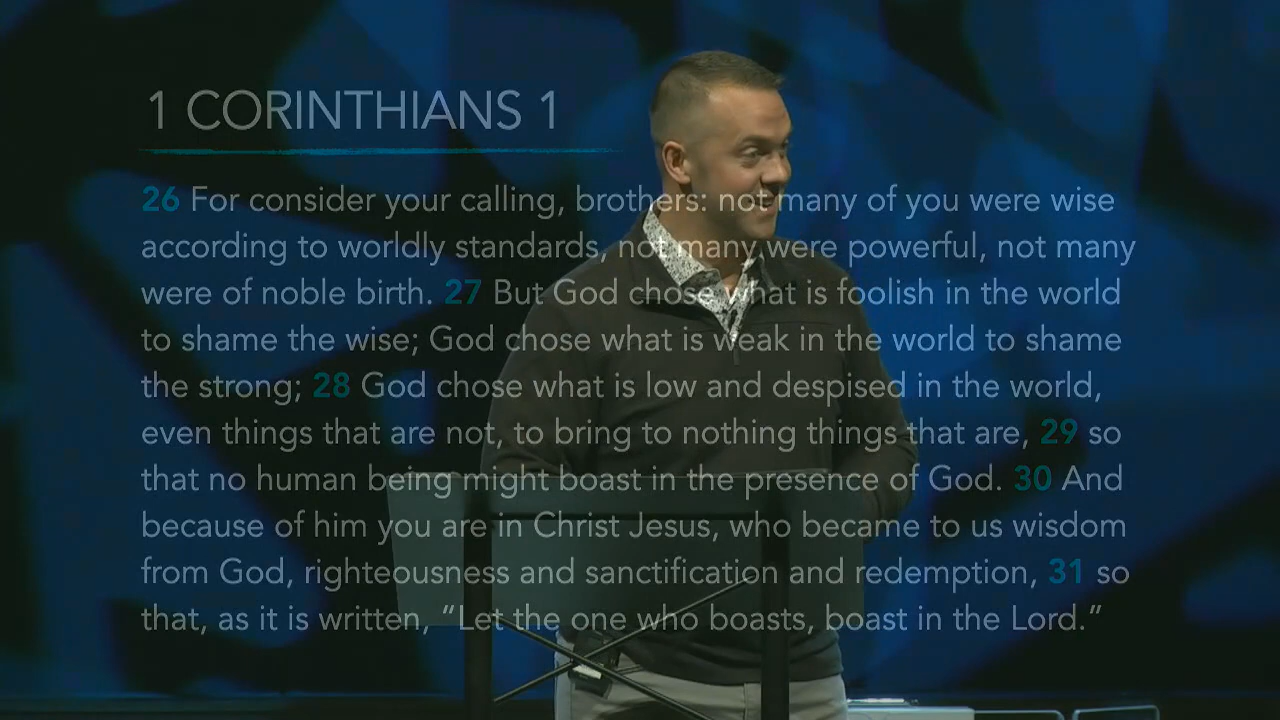 1 CORINTHIANS 1
26 For consider your calling, brothers: not many of you were wise
according to worldly standards, not many were powerful, not many
were of noble birth. 27 But God chose what is foolish in the world
to shame the wise; God chose what is weak in the world to shame
the strong; 28 God chose what is low and despised in the world,
even things that are not, to bring to nothing things that are, 29 so
that no human being might boast in the presence of God. 30 And
because of him you are in Christ Jesus, who became to us wisdom
from God, righteousness and sanctification and redemption, 31 so
that, as it is written, “Let the one who boasts, boast in the Lord.”